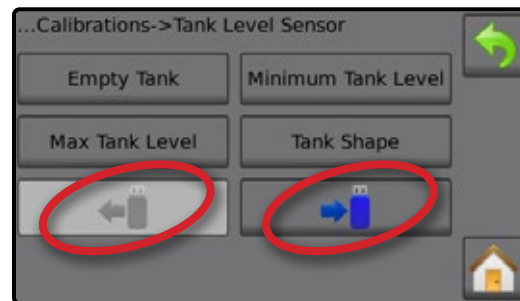 ...Calibrations->Tank Level Sensor
Empty Tank
Minimum Tank Level
Max Tank Level
Tank Shape